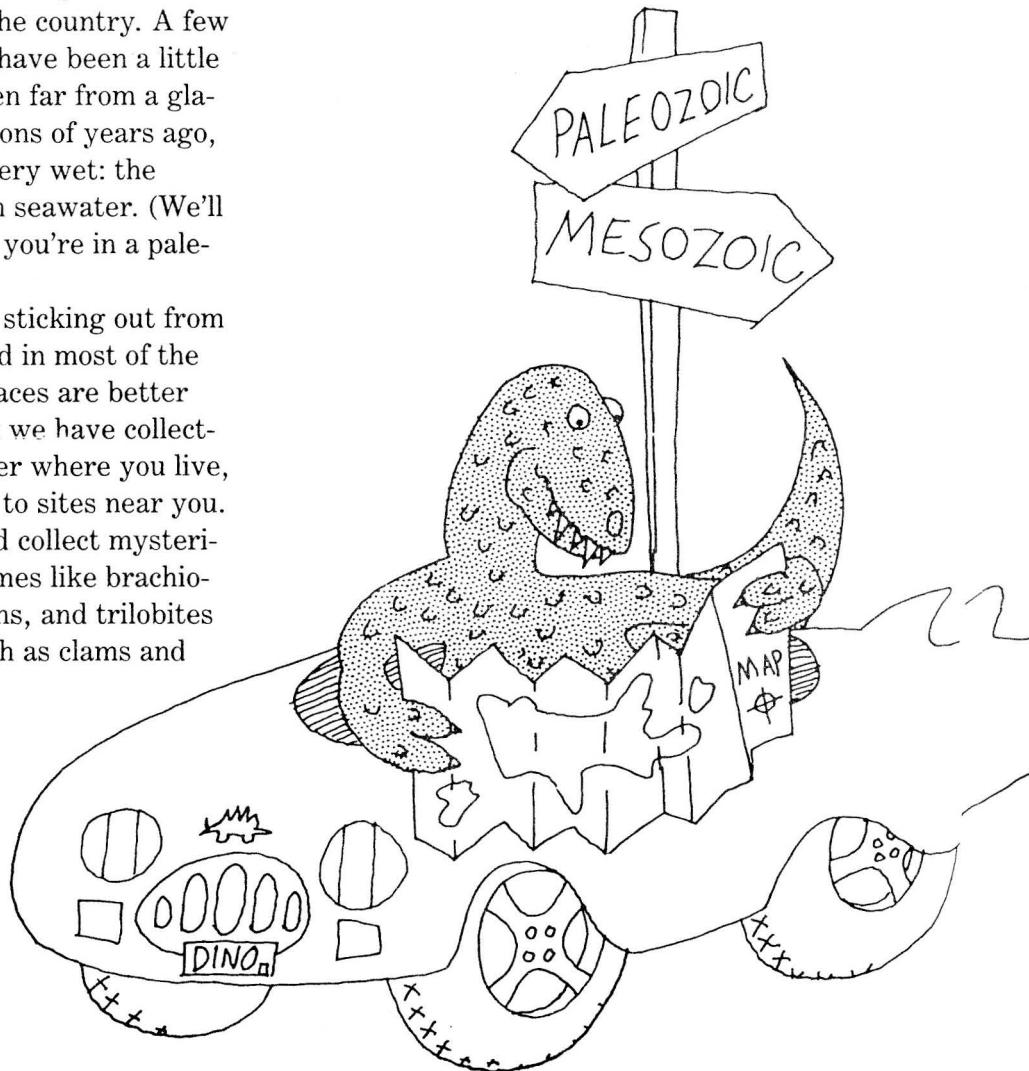 he country. A few
have been a little
en far from a gla-
ons of years ago,
ery wet: the
n seawater. (We'll
you're in a pale-
sticking out from
d in most of the
aces are better
we have collect-
er where you live,
to sites near you.
d collect mysteri-
mes like brachio-
ns, and trilobites
h as clams and
PALEOZOIC
MESOZOIC
MAP
DINO